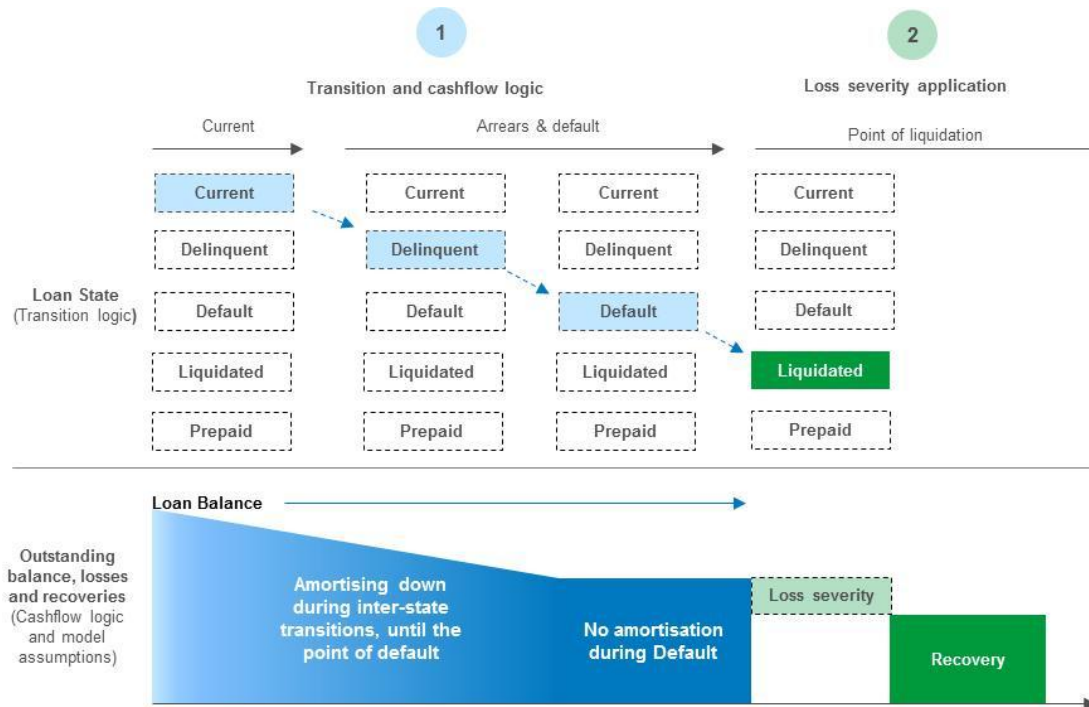 1
2
Transition and cashflow logic
Loss severity application
Current
Arrears & default
Point of liquidation
Current
Current
Current
Current
Delinquent
Delinquent
Delinquent
Delinquent
Loan State
(Transition logic)
Default
Default
Default
Default
Liquidated
Liquidated
Liquidated
Liquidated
Prepaid
Prepaid
Prepaid
Prepaid
Loan Balance
Outstanding
balance, losses
and recoveries
(Cashflow logic
and model
assumptions)
Amortising down
during inter-state
transitions, until the
point of default
No amortisation
during Default
Loss severity
Recovery